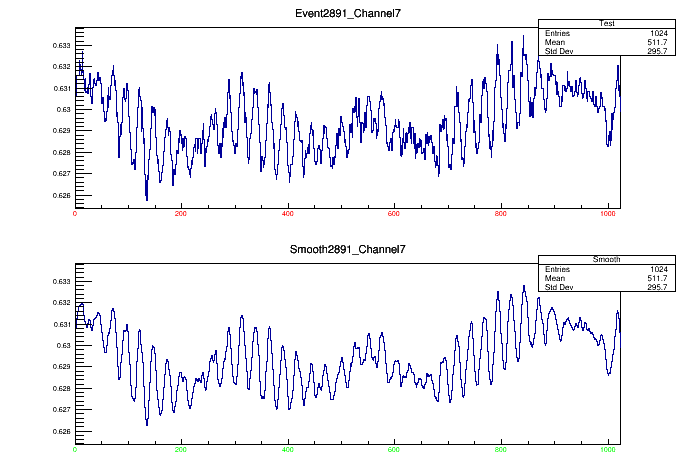 Event2891_Channel7
Test
Entries 1024
Mean 511.7
Std Dev 295.7
0.633
0.632
0.631
0.63
0.629
0.628
0.627
0.626
0 200 400 600 800 1000
Smooth2891_Channel7
Smooth
Entries 1024
Mean 511.7
Std Dev 295.7
0.633
0.632
0.631
0.63
0.629
0.628
0.627
0.626
0 200 400 600 800 1000